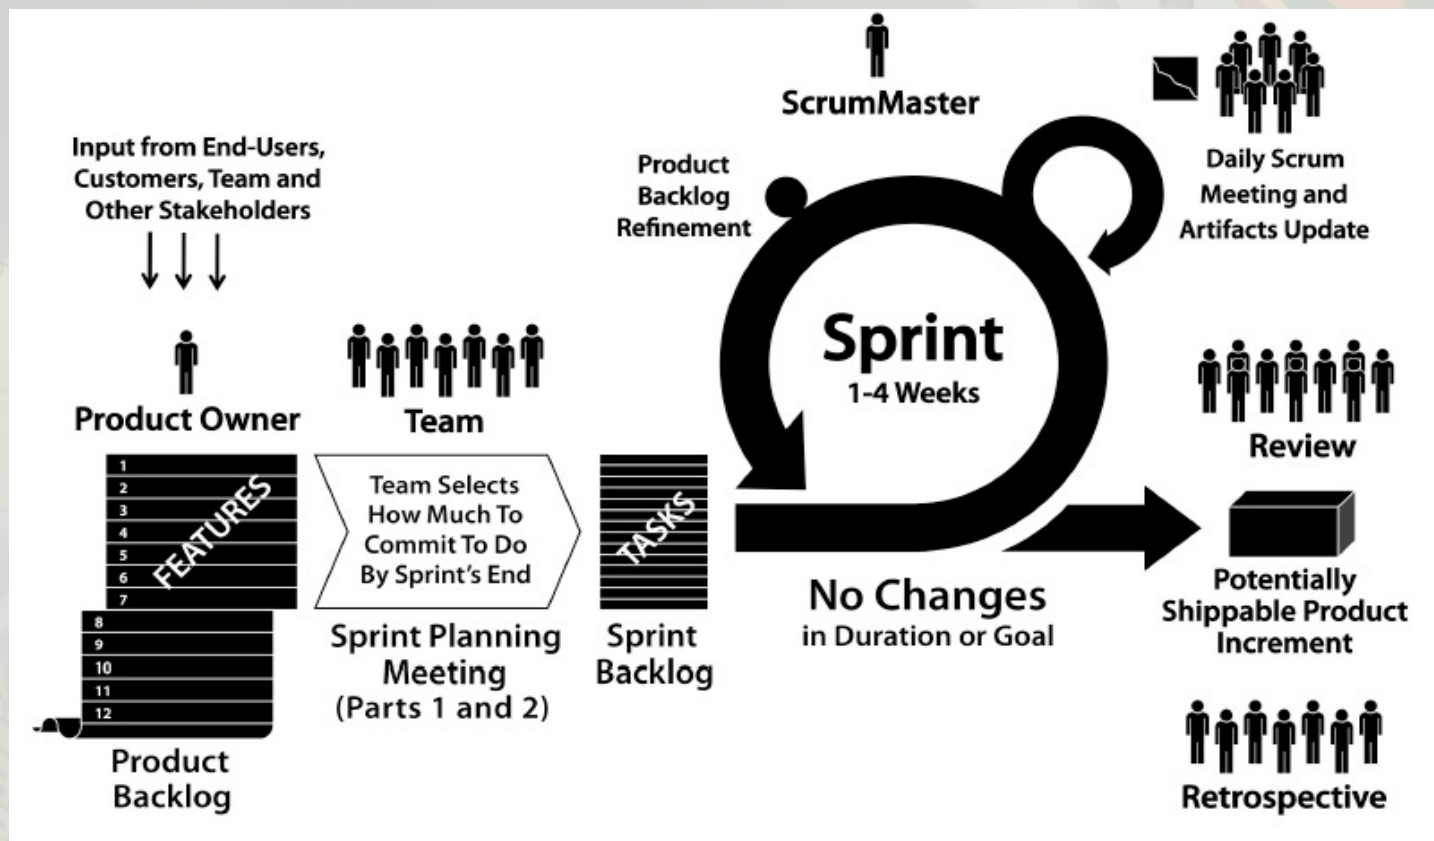 Input from End-Users,
Customers, Team and
Other Stakeholders
Product Owner
1
2
3
4
5
6
7
FEATURES
8
9
10
11
12
Product
Backlog
Team
Team Selects
How Much To
Commit To Do
By Sprint's End
Sprint Planning
Meeting
(Parts 1 and 2)
TASKS
Sprint
Backlog
Product
Backlog
Refinement
ScrumMaster
Sprint
1-4 Weeks
No Changes
in Duration or Goal
Daily Scrum
Meeting and
Artifacts Update
Review
Potentially
Shippable Product
Increment
Retrospective